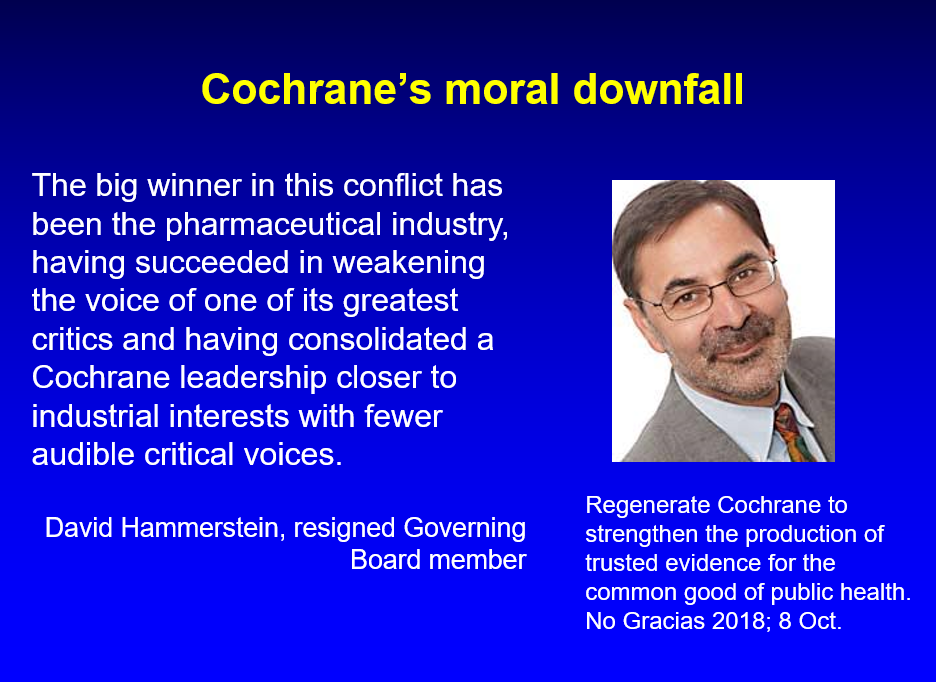 Cochrane’s moral downfall
The big winner in this conflict has
been the pharmaceutical industry,
having succeeded in weakening
the voice of one of its greatest
critics and having consolidated a
Cochrane leadership closer to
industrial interests with fewer
audible critical voices.
David Hammerstein, resigned Governing
Board member
Regenerate Cochrane to
strengthen the production of
trusted evidence for the
common good of public health.
No Gracias 2018; 8 Oct.